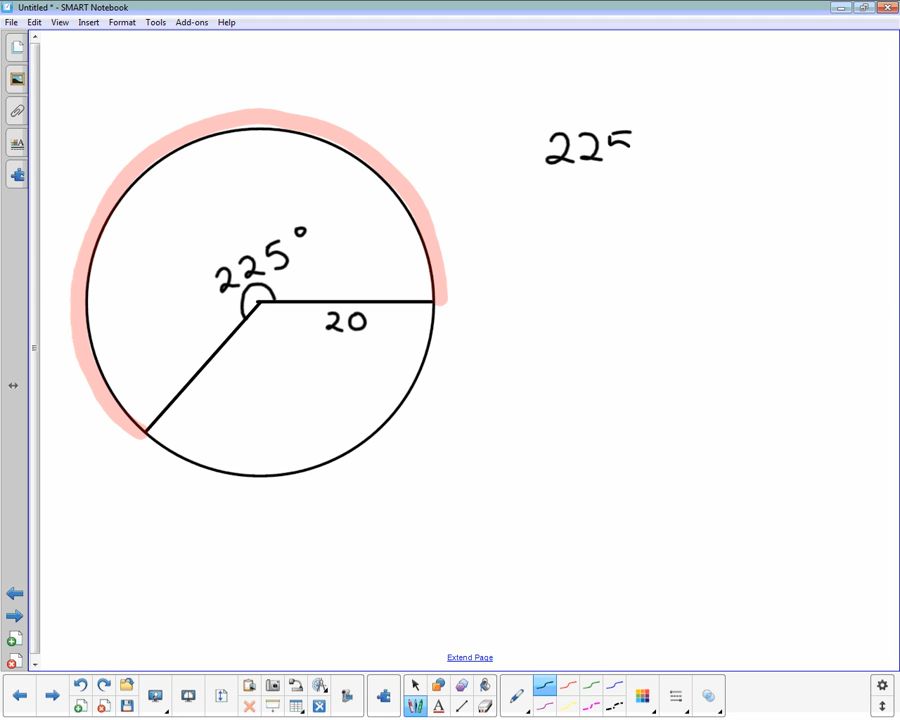 Untitled * - SMART Notebook
File Edit View Insert Format Tools Add-ons Help
225
225°
20
Extend Page